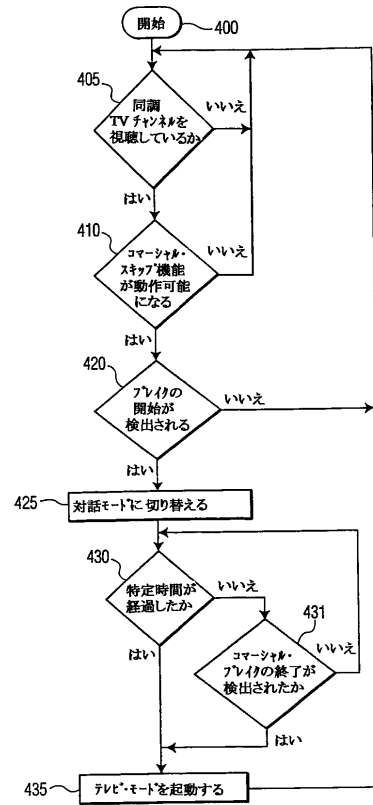 開始
400
405
同調
TVチャンネルを
視聴しているか
いいえ
はい
410
コマーシャル・
スキップ機能
が動作可能
になる
いいえ
はい
420
ブレイクの
開始が
検出される
いいえ
はい
425
対話モードに切り替える
430
特定時間が
経過したか
いいえ
はい
431
コマーシャル・
ブレイクの終了が
検出されたか
いいえ
はい
435
テレビ・モードを起動する